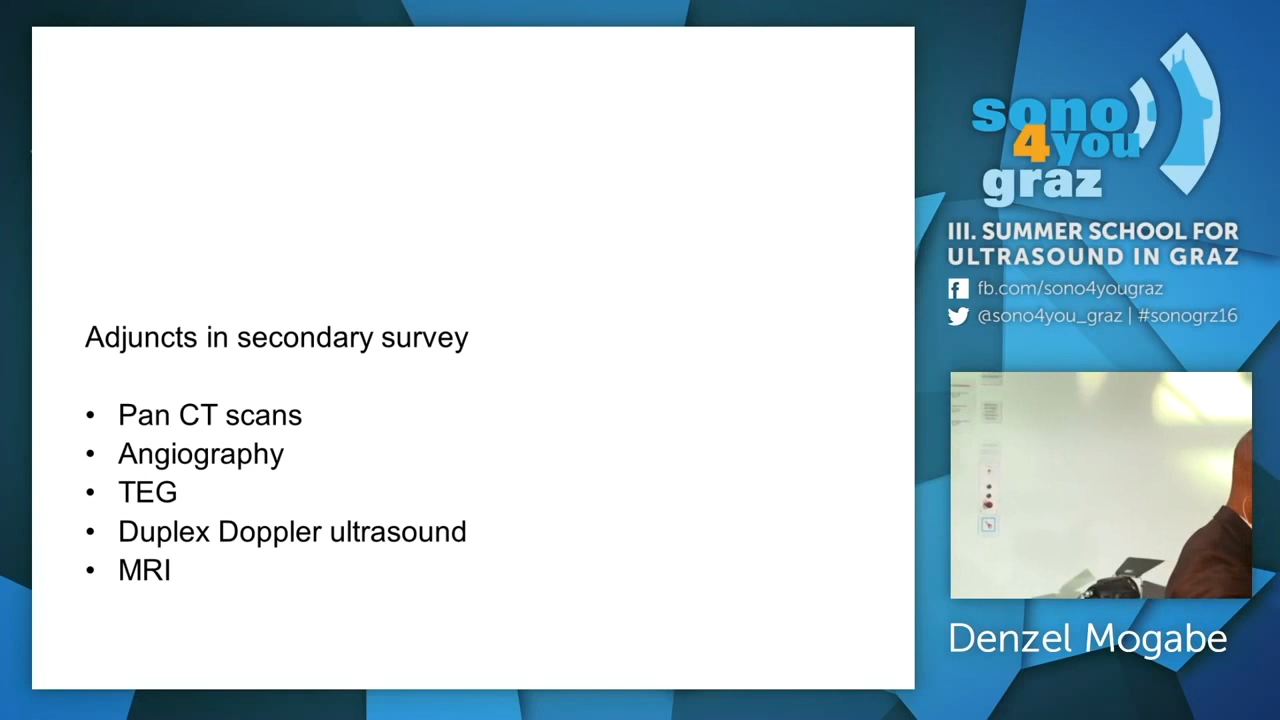 Adjuncts in secondary survey
• Pan CT scans
• Angiography
• TEG
• Duplex Doppler ultrasound
• MRI
sono
4you
graz
III. SUMMER SCHOOL FOR
ULTRASOUND IN GRAZ
fb.com/sono4yougraz
@sono4you_graz | #sonogrz16
Denzel Mogabe